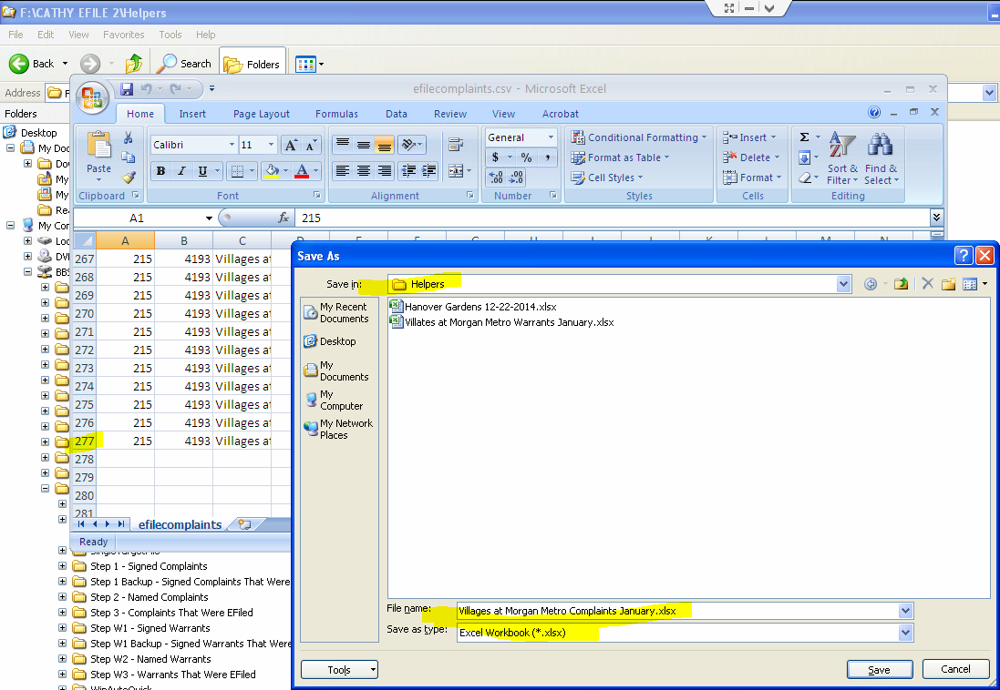 F:\CATHY EFILE 2\Helpers
File Edit View Favorites Tools Help
Back Search Folders
Address
efilecomplaints.csv - Microsoft Excel
Folders
Home Insert Page Layout Formulas Data Review View Acrobat
Desktop
My Doc
My
My
My Con
Loc
BBS
Paste
Calibri 11
General
B I U
$ % ,
Conditional Formatting
Format as Table
Cell Styles
Insert
Delete
Format
Σ
Sort & Filter
Find & Select
Clipboard Font Alignment Number Styles Cells Editing
A1 fx 215
A B C
267 215 4193 Villages at
268 215 4193 Villages at
269 215 4193 Villages at
270 215 4193 Villages at
271 215 4193 Villages at
272 215 4193 Villages at
273 215 4193 Villages at
274 215 4193 Villages at
275 215 4193 Villages at
276 215 4193 Villages at
277 215 4193 Villages at
278
279
280
281
efilecomplaints
Ready
Step 1 - Signed Complaints
Step 1 Backup - Signed Complaints That Were
Step 2 - Named Complaints
Step 3 - Complaints That Were EFiled
Step W1 - Signed Warrants
Step W1 Backup - Signed Warrants That Were
Step W2 - Named Warrants
Step W3 - Warrants That Were EFiled
WinAutoQuick
Save As
Save in: Helpers
My Recent Documents
Desktop
My Documents
My Computer
My Network Places
Hanover Gardens 12-22-2014.xlsx
Villates at Morgan Metro Warrants January.xlsx
File name: Villages at Morgan Metro Complaints January.xlsx
Save as type: Excel Workbook (*.xlsx)
Tools Save Cancel